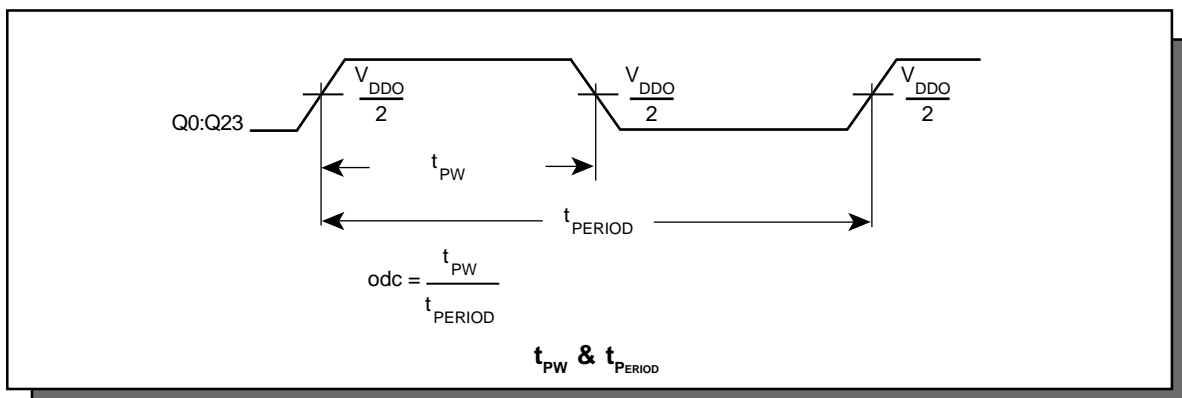 V DDO
2
V DDO
2
V DDO
2
Q0:Q23
t PW
t PERIOD
odc = t PW
t PERIOD
t PW & t PERIOD